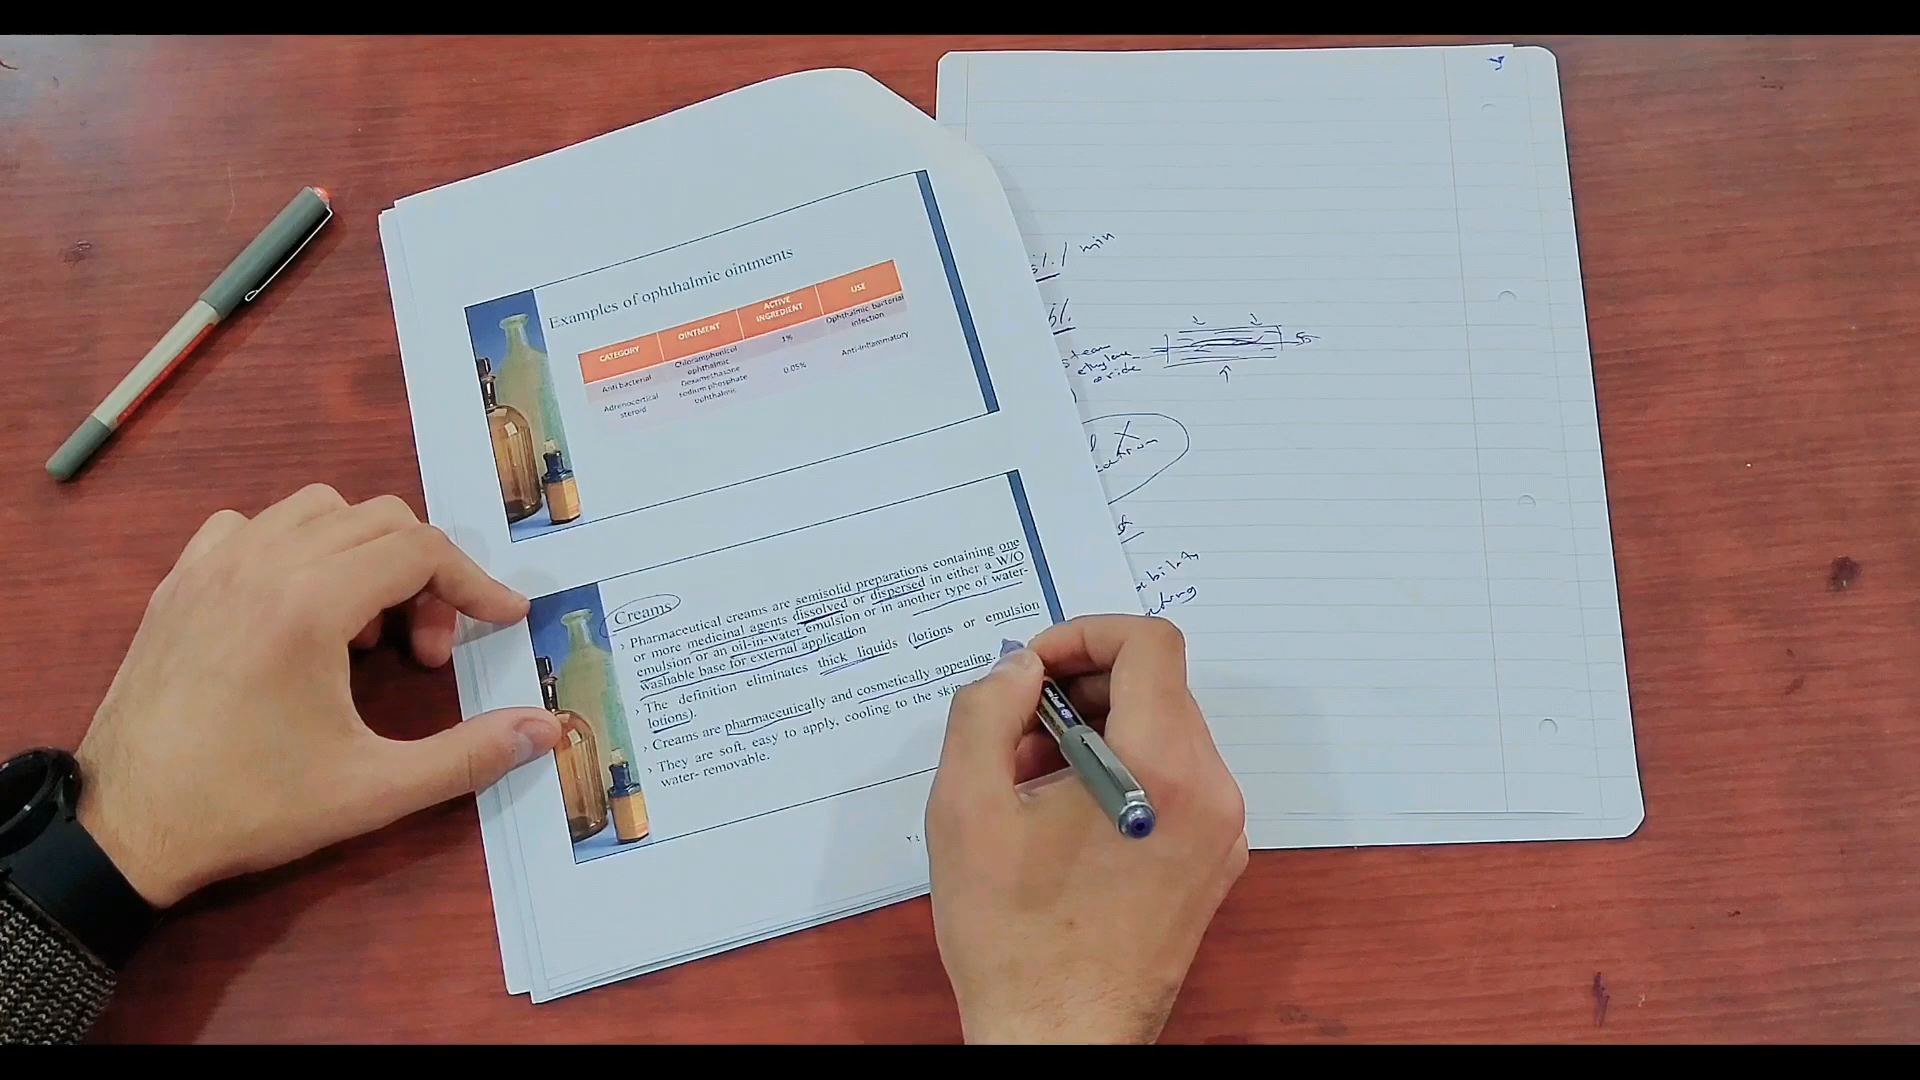 Examples of ophthalmic ointments
CATEGORY OINTMENT ACTIVE INGREDIENT USE
Anti bacterial Chloramphenicol ophthalmic 1% Ophthalmic bacterial infection
Adrenocortical steroid Dexamethasone sodium phosphate ophthalmic 0.05% Anti-inflammatory
Creams
› Pharmaceutical creams are semisolid preparations containing one
or more medicinal agents dissolved or dispersed in either a W/O
emulsion or an oil-in-water emulsion or in another type of water-
washable base for external application
› The definition eliminates thick liquids (lotions or emulsion
lotions).
› Creams are pharmaceutically and cosmetically appealing.
› They are soft, easy to apply, cooling to the skin
water- removable.
٢٤
%/ min
%
steam
ethylene
oxide